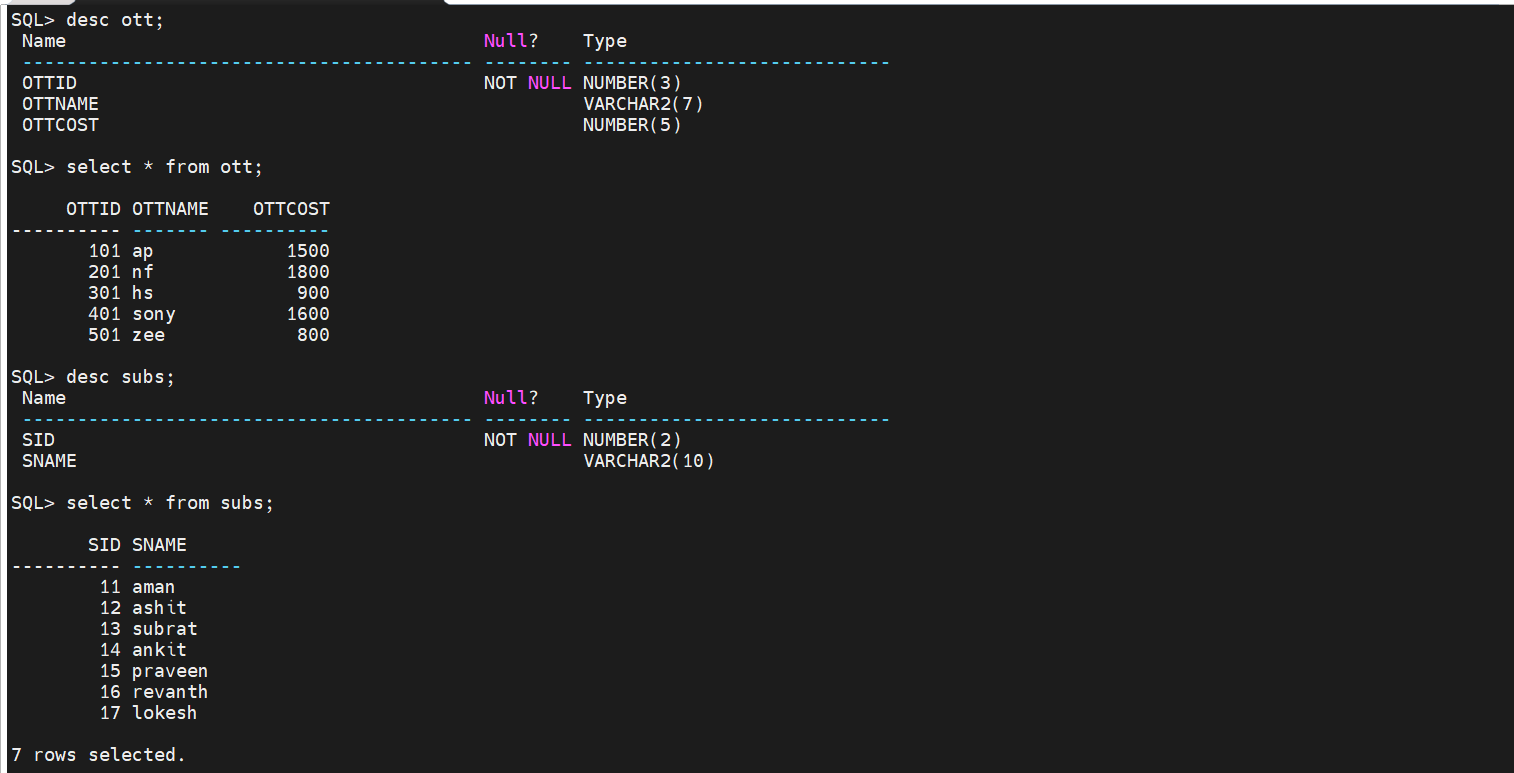 SQL> desc ott;
 Name                                      Null?    Type
 ----------------------------------------- -------- ----------------------------
 OTTID                                     NOT NULL NUMBER(3)
 OTTNAME                                            VARCHAR2(7)
 OTTCOST                                            NUMBER(5)

SQL> select * from ott;

     OTTID OTTNAME    OTTCOST
---------- ------- ----------
       101 ap            1500
       201 nf            1800
       301 hs             900
       401 sony          1600
       501 zee            800

SQL> desc subs;
 Name                                      Null?    Type
 ----------------------------------------- -------- ----------------------------
 SID                                       NOT NULL NUMBER(2)
 SNAME                                              VARCHAR2(10)

SQL> select * from subs;

       SID SNAME
---------- ----------
        11 aman
        12 ashit
        13 subrat
        14 ankit
        15 praveen
        16 revanth
        17 lokesh

7 rows selected.